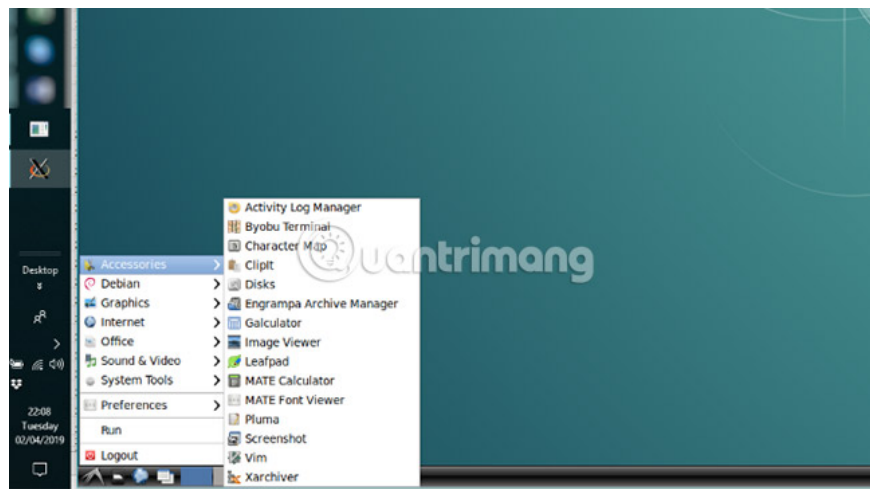 Desktop
22:08
Tuesday
02/04/2019
Accessories
Debian
Graphics
Internet
Office
Sound & Video
System Tools
Preferences
Run
Logout
Activity Log Manager
Byobu Terminal
Character Map
ClipIt
Disks
Engrampa Archive Manager
Galculator
Image Viewer
Leafpad
MATE Calculator
MATE Font Viewer
Pluma
Screenshot
Vim
Xarchiver
Quantrimang